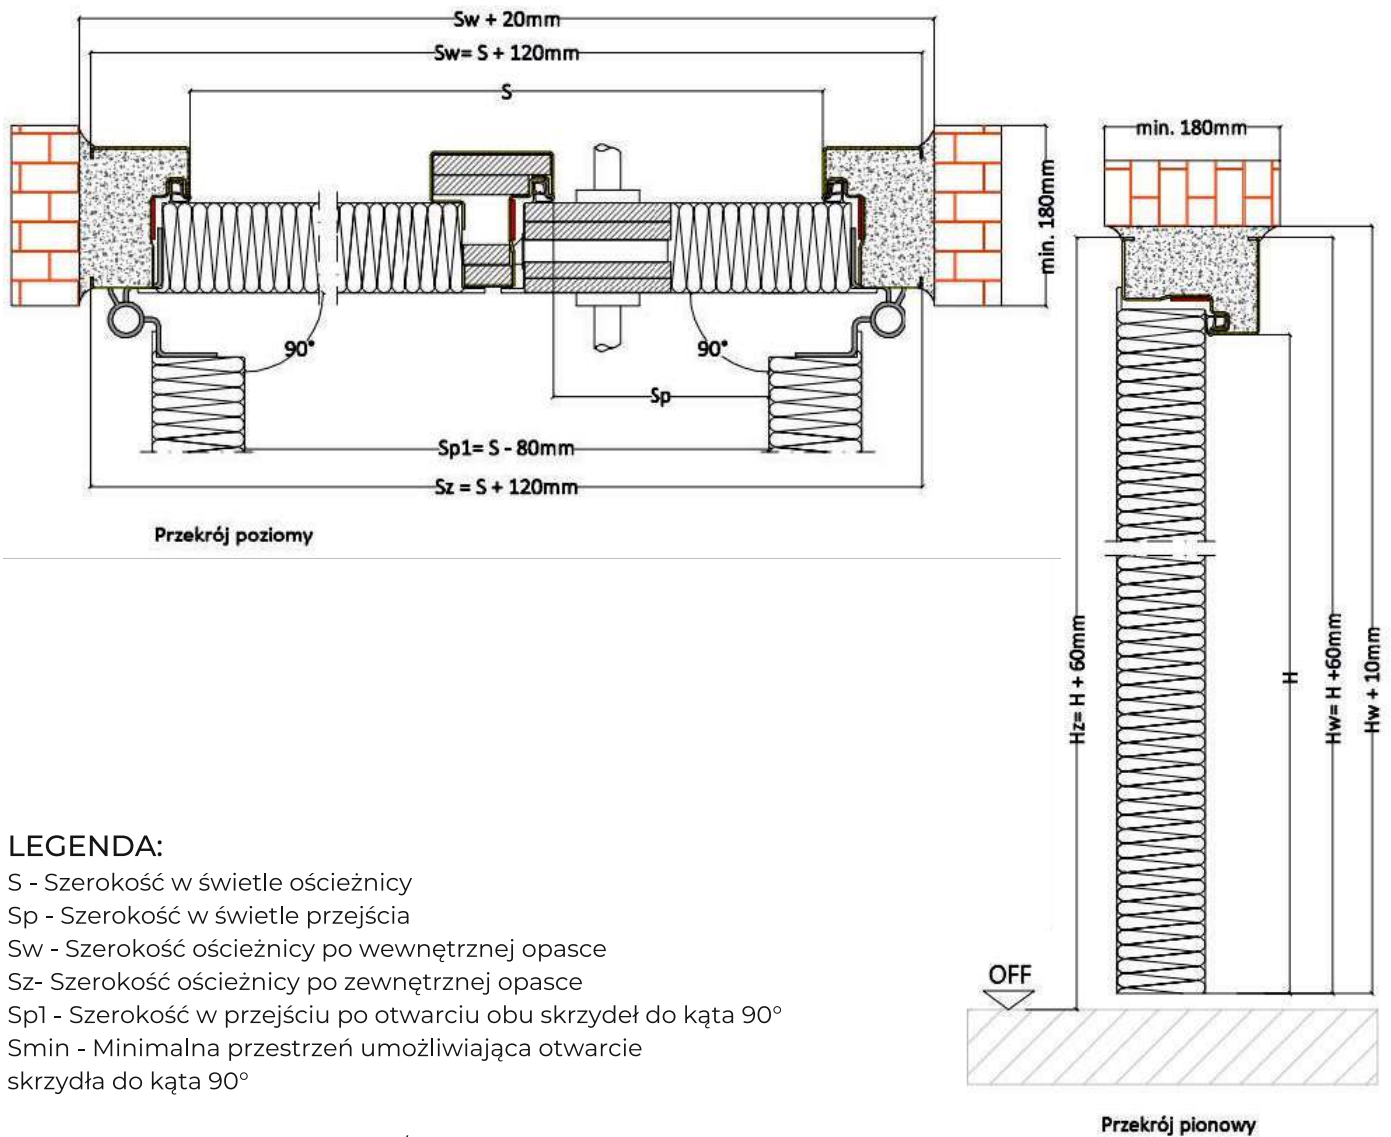 Sw + 20mm
Sw= S + 120mm
S
min. 180mm
min. 180mm
90°
90°
Sp
Sp1= S - 80mm
Sz = S + 120mm
Przekrój poziomy
Hz= H + 60mm
H
Hw= H +60mm
Hw + 10mm
LEGENDA:
S - Szerokość w świetle ościeżnicy
Sp - Szerokość w świetle przejścia
Sw - Szerokość ościeżnicy po wewnętrznej opasce
Sz- Szerokość ościeżnicy po zewnętrznej opasce
Sp1 - Szerokość w przejściu po otwarciu obu skrzydeł do kąta 90°
Smin - Minimalna przestrzeń umożliwiająca otwarcie
skrzydła do kąta 90°
OFF
Przekrój pionowy